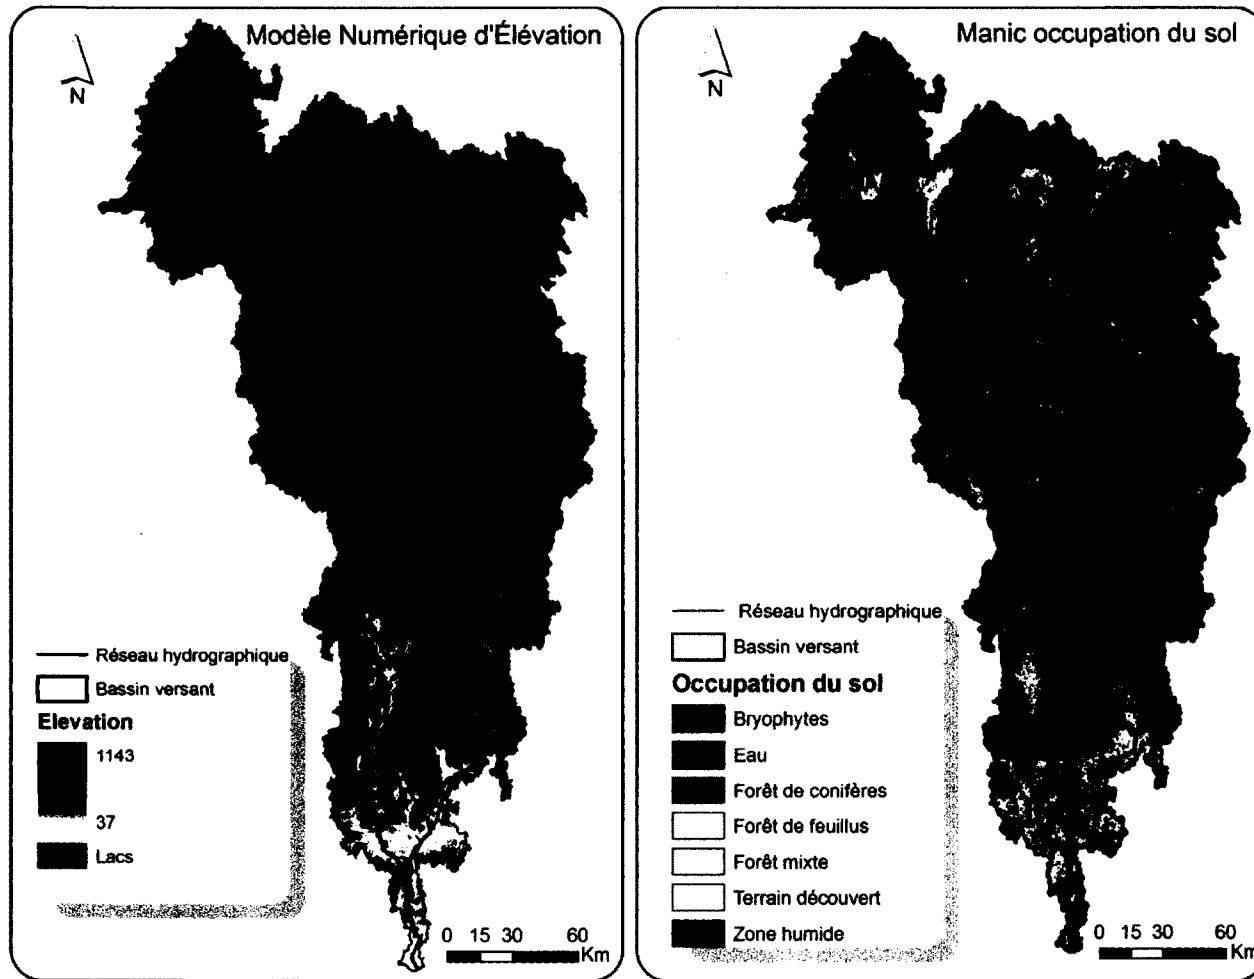 Modèle Numérique d'Élévation
N
Réseau hydrographique
Bassin versant
Elevation
1143
37
Lacs
0 15 30 60
Km
Manic occupation du sol
N
Réseau hydrographique
Bassin versant
Occupation du sol
Bryophytes
Eau
Forêt de conifères
Forêt de feuillus
Forêt mixte
Terrain découvert
Zone humide
0 15 30 60
Km